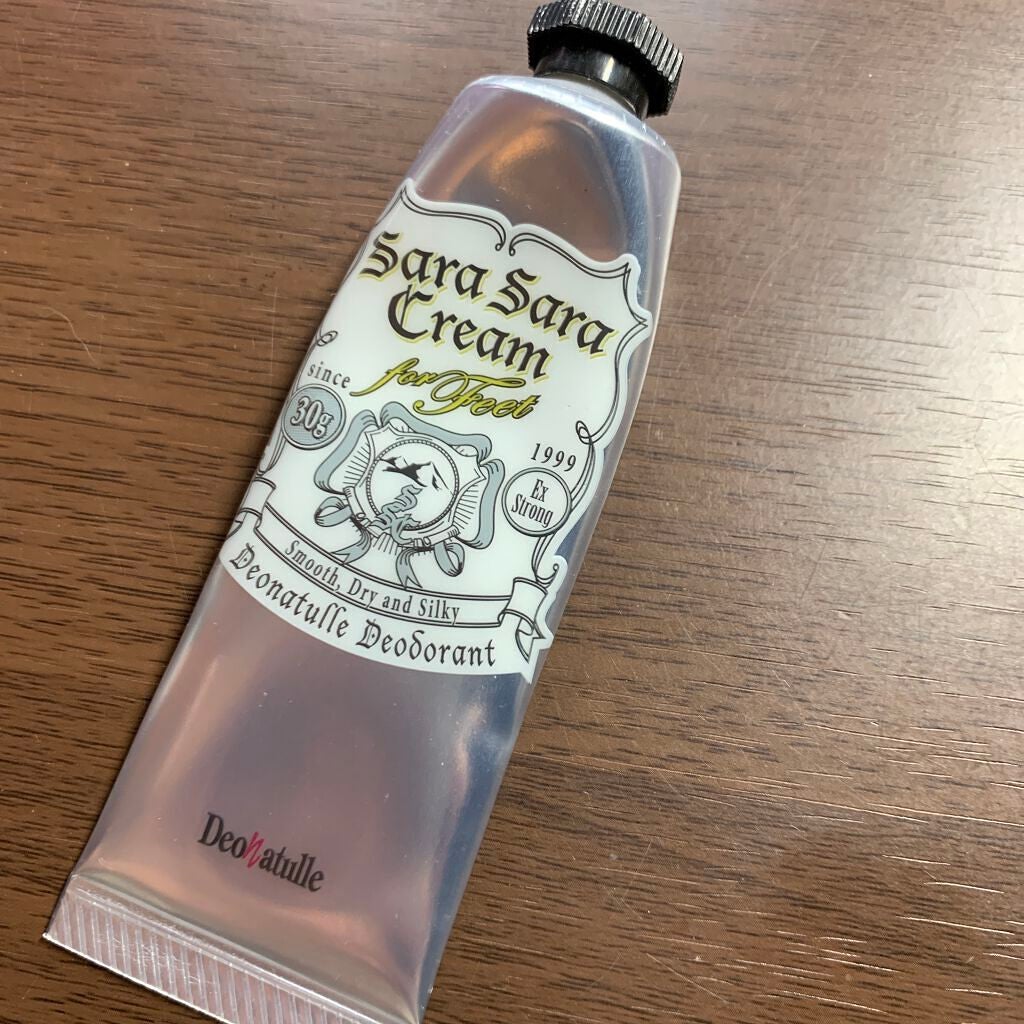 Sara Sara
Cream
for Feet
since
30g
1999
Ex
Strong
Smooth, Dry and Silky
Deonatulle Deodorant
Deonatulle